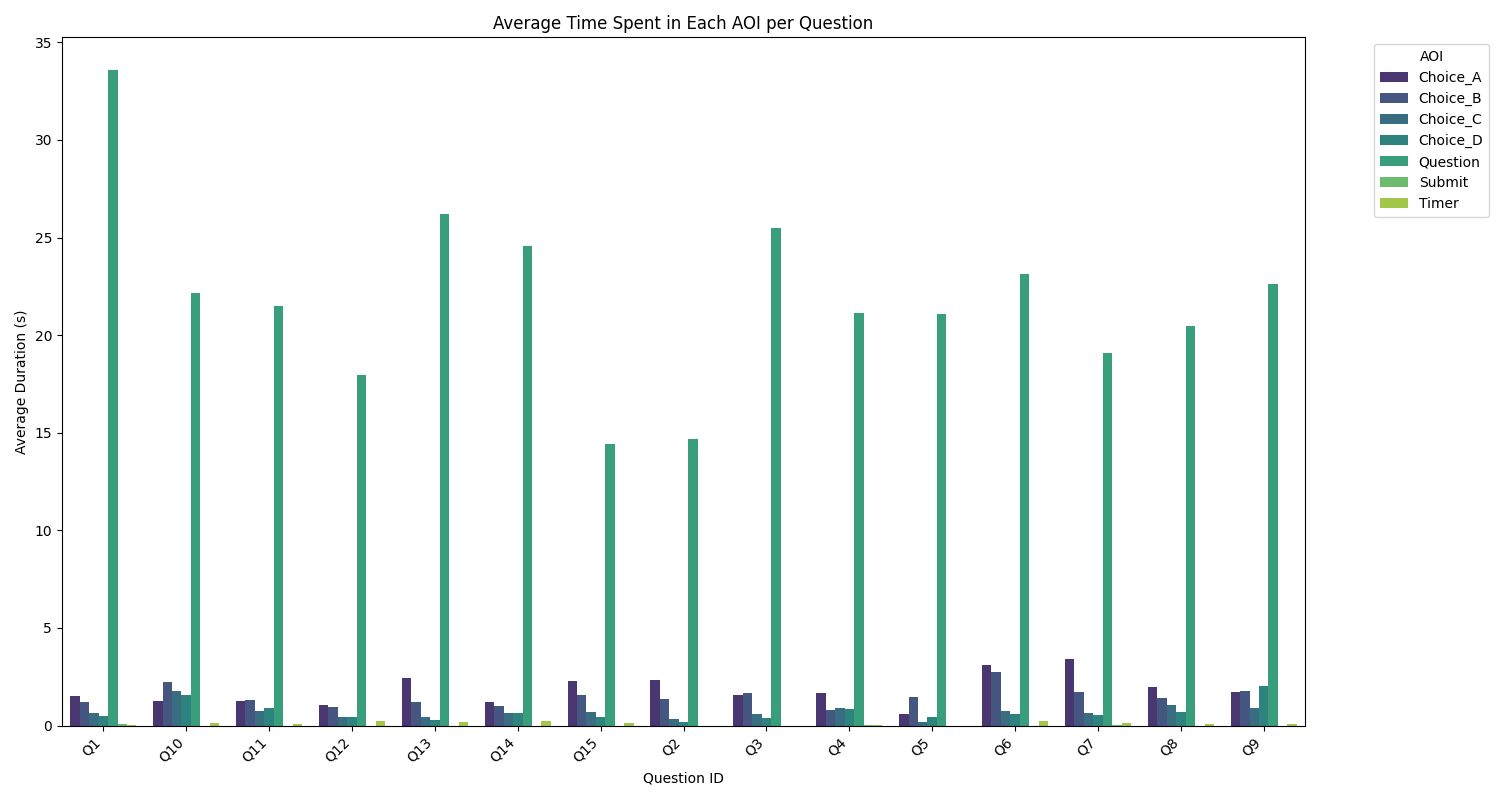 Average Time Spent in Each AOI per Question
Average Duration (s)
35
30
25
20
15
10
5
0
Q1
Q10
Q11
Q12
Q13
Q14
Q15
Q2
Q3
Q4
Q5
Q6
Q7
Q8
Q9
Question ID
AOI
Choice_A
Choice_B
Choice_C
Choice_D
Question
Submit
Timer